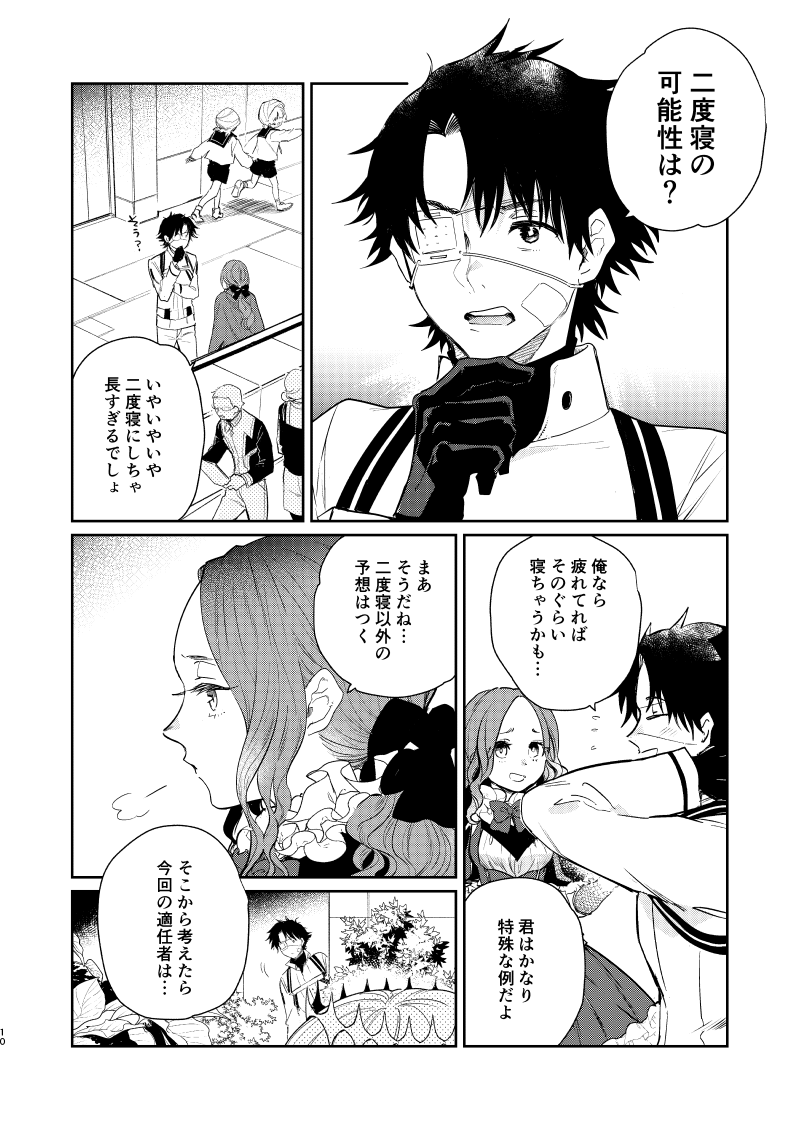 二度寝の
可能性は?
そう?
いやいやいや
二度寝にしちゃ
長すぎるでしょ
俺なら
疲れてれば
そのぐらい
寝ちゃうかも…
君はかなり
特殊な例だよ
まあ
そうだね…
二度寝以外の
予想はつく
そこから考えたら
今回の適任者は…
10